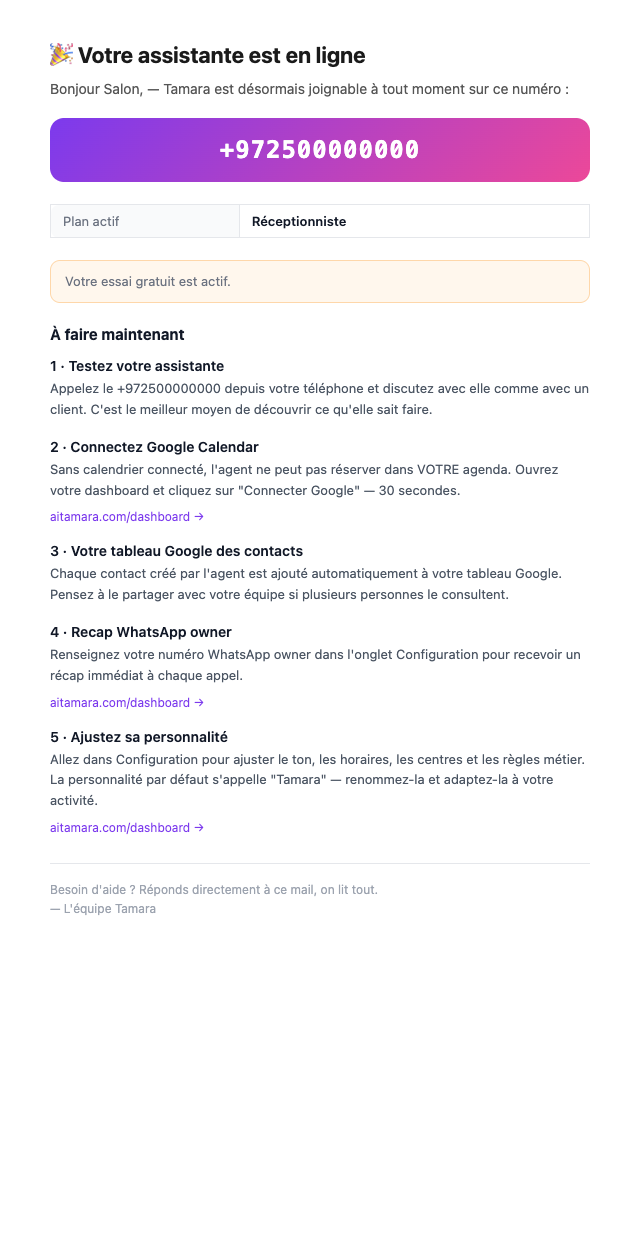 🎉 Votre assistante est en ligne
Bonjour Salon, — Tamara est désormais joignable à tout moment sur ce numéro :
+972500000000
Plan actif Réceptionniste
Votre essai gratuit est actif.
À faire maintenant
1 · Testez votre assistante
Appelez le +972500000000 depuis votre téléphone et discutez avec elle comme avec un
client. C'est le meilleur moyen de découvrir ce qu'elle sait faire.
2 · Connectez Google Calendar
Sans calendrier connecté, l'agent ne peut pas réserver dans VOTRE agenda. Ouvrez
votre dashboard et cliquez sur "Connecter Google" — 30 secondes.
aitamara.com/dashboard →
3 · Votre tableau Google des contacts
Chaque contact créé par l'agent est ajouté automatiquement à votre tableau Google.
Pensez à le partager avec votre équipe si plusieurs personnes le consultent.
4 · Recap WhatsApp owner
Renseignez votre numéro WhatsApp owner dans l'onglet Configuration pour recevoir un
récap immédiat à chaque appel.
aitamara.com/dashboard →
5 · Ajustez sa personnalité
Allez dans Configuration pour ajuster le ton, les horaires, les centres et les règles métier.
La personnalité par défaut s'appelle "Tamara" — renommez-la et adaptez-la à votre
activité.
aitamara.com/dashboard →
Besoin d'aide ? Réponds directement à ce mail, on lit tout.
— L'équipe Tamara